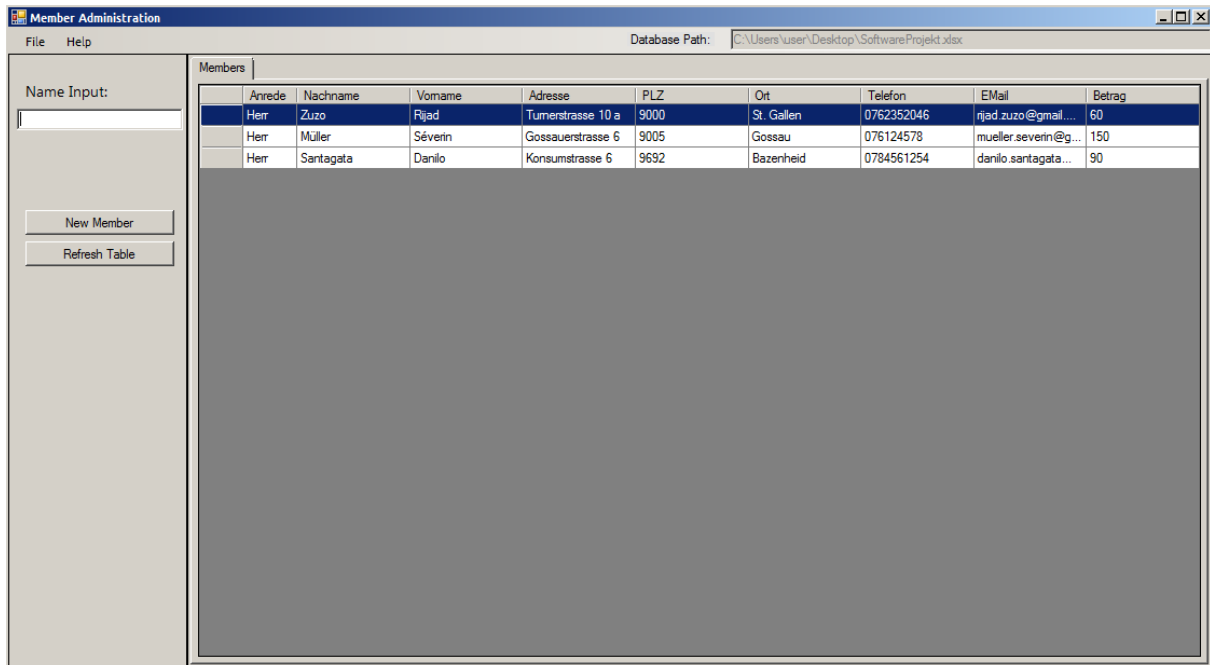 Member Administration
File Help Database Path: C:\Users\user\Desktop\SoftwareProjekt.xlsx
Members
Name Input:
Anrede Nachname Vorname Adresse PLZ Ort Telefon EMail Betrag
Herr Zuzo Rijad Turnerstrasse 10 a 9000 St. Gallen 0762352046 rijad.zuzo@gmail.... 60
Herr Müller Séverin Gossauerstrasse 6 9005 Gossau 076124578 mueller.severin@g... 150
Herr Santagata Danilo Konsumstrasse 6 9692 Bazenheid 0784561254 danilo.santagata... 90
New Member
Refresh Table